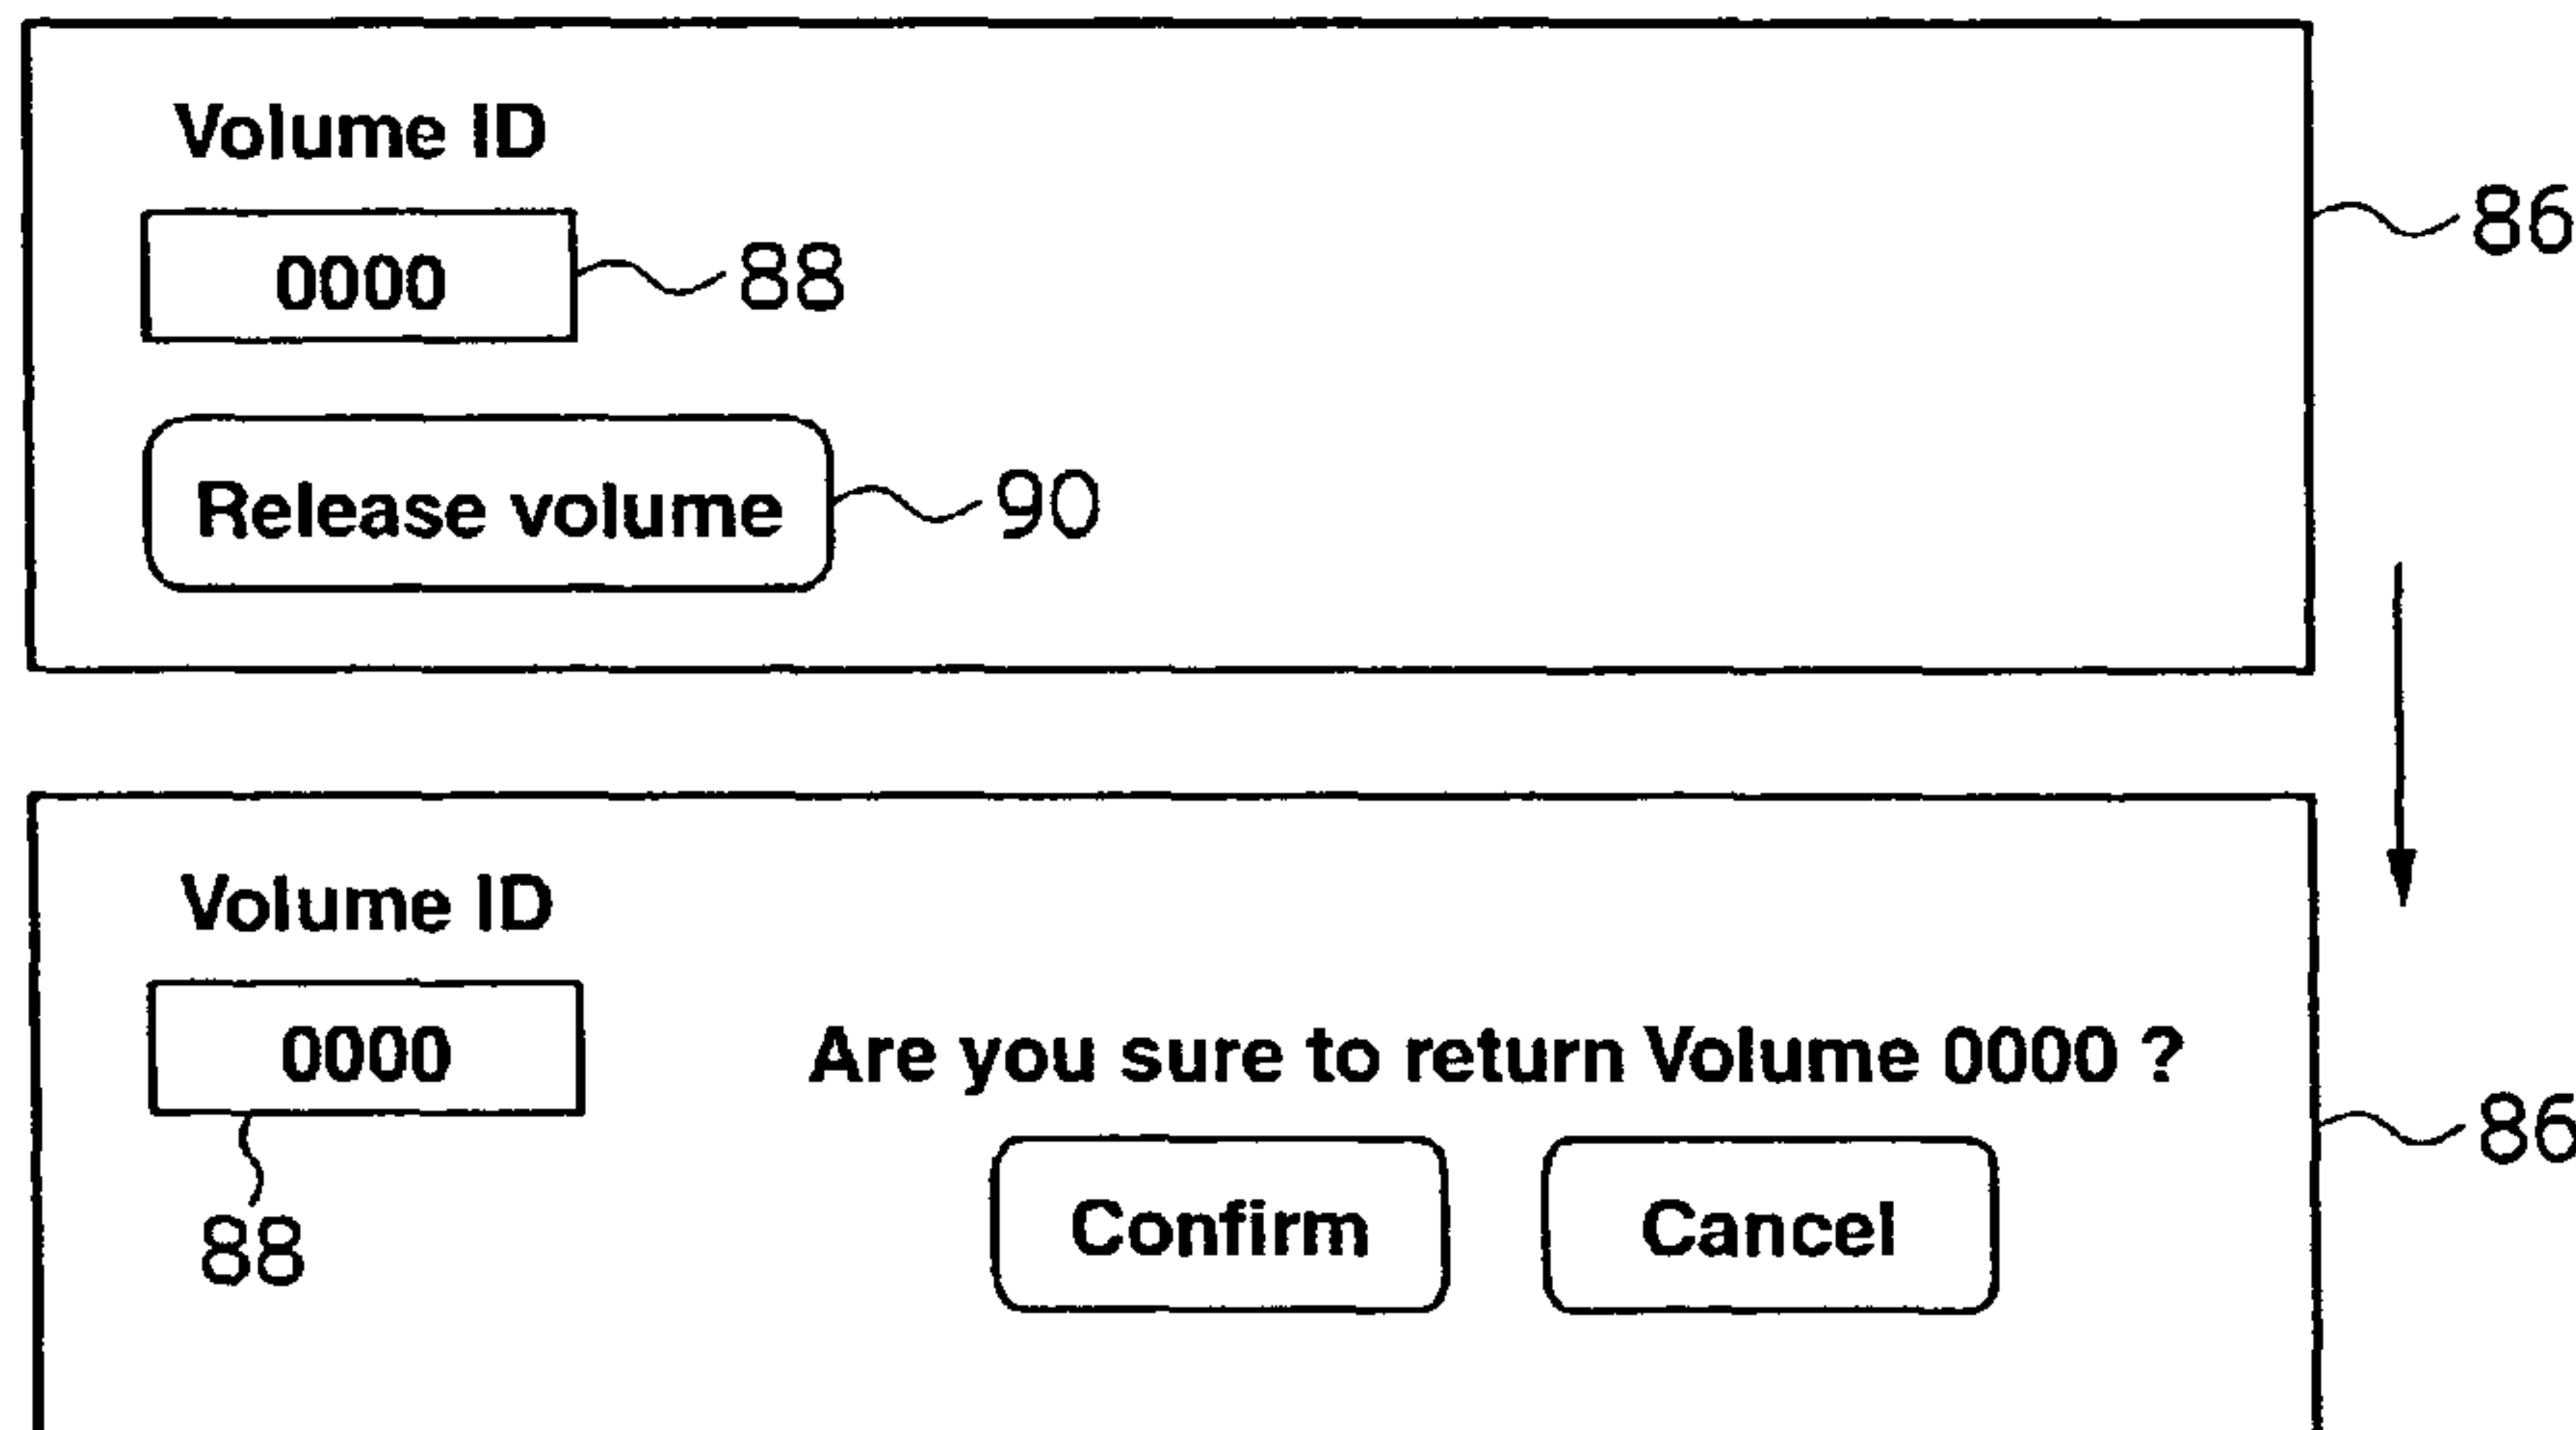 Volume ID
86
0000 88
Release volume 90
Volume ID
0000 Are you sure to return Volume 0000 ?
86
88 Confirm Cancel